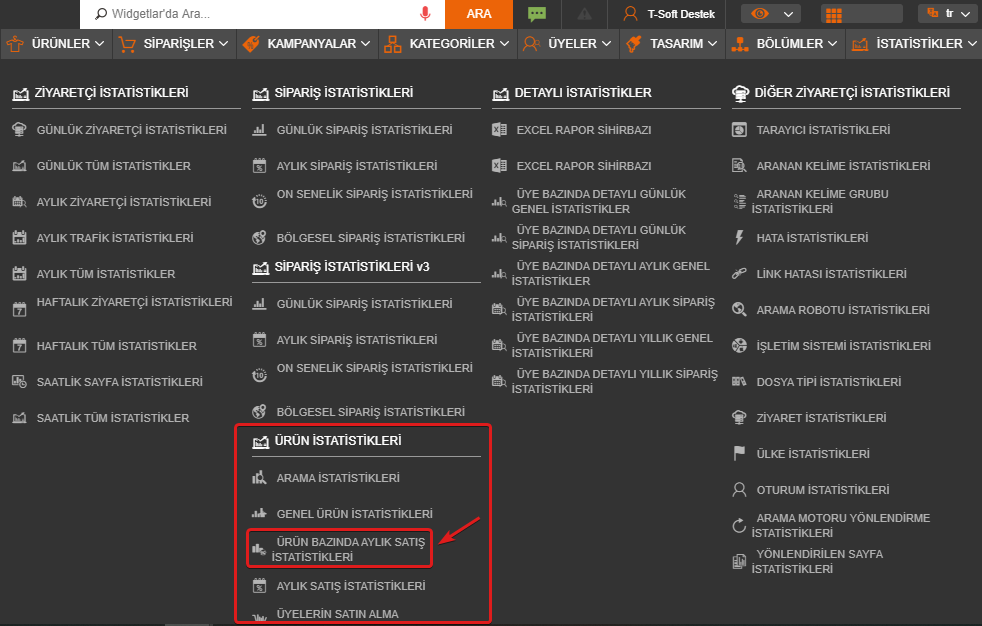 Widgetlar'da Ara...
ARA
T-Soft Destek
tr
ÜRÜNLER
SİPARİŞLER
KAMPANYALAR
KATEGORİLER
ÜYELER
TASARIM
BÖLÜMLER
İSTATİSTİKLER
ZİYARETÇİ İSTATİSTİKLERİ
GÜNLÜK ZİYARETÇİ İSTATİSTİKLERİ
GÜNLÜK TÜM İSTATİSTİKLER
AYLIK ZİYARETÇİ İSTATİSTİKLERİ
AYLIK TRAFİK İSTATİSTİKLERİ
AYLIK TÜM İSTATİSTİKLER
HAFTALIK ZİYARETÇİ İSTATİSTİKLERİ
HAFTALIK TÜM İSTATİSTİKLER
SAATLİK SAYFA İSTATİSTİKLERİ
SAATLİK TÜM İSTATİSTİKLER
SİPARİŞ İSTATİSTİKLERİ
GÜNLÜK SİPARİŞ İSTATİSTİKLERİ
AYLIK SİPARİŞ İSTATİSTİKLERİ
ON SENELİK SİPARİŞ İSTATİSTİKLERİ
BÖLGESEL SİPARİŞ İSTATİSTİKLERİ
SİPARİŞ İSTATİSTİKLERİ v3
GÜNLÜK SİPARİŞ İSTATİSTİKLERİ
AYLIK SİPARİŞ İSTATİSTİKLERİ
ON SENELİK SİPARİŞ İSTATİSTİKLERİ
BÖLGESEL SİPARİŞ İSTATİSTİKLERİ
ÜRÜN İSTATİSTİKLERİ
ARAMA İSTATİSTİKLERİ
GENEL ÜRÜN İSTATİSTİKLERİ
ÜRÜN BAZINDA AYLIK SATIŞ
İSTATİSTİKLERİ
AYLIK SATIŞ İSTATİSTİKLERİ
ÜYELERİN SATIN ALMA
DETAYLI İSTATİSTİKLER
EXCEL RAPOR SİHİRBAZI
EXCEL RAPOR SİHİRBAZI
ÜYE BAZINDA DETAYLI GÜNLÜK
GENEL İSTATİSTİKLER
ÜYE BAZINDA DETAYLI GÜNLÜK
SİPARİŞ İSTATİSTİKLERİ
ÜYE BAZINDA DETAYLI AYLIK GENEL
İSTATİSTİKLER
ÜYE BAZINDA DETAYLI AYLIK SİPARİŞ
İSTATİSTİKLERİ
ÜYE BAZINDA DETAYLI YILLIK GENEL
İSTATİSTİKLERİ
ÜYE BAZINDA DETAYLI YILLIK SİPARİŞ
İSTATİSTİKLERİ
DİĞER ZİYARETÇİ İSTATİSTİKLERİ
TARAYICI İSTATİSTİKLERİ
ARANAN KELİME İSTATİSTİKLERİ
ARANAN KELİME GRUBU
İSTATİSTİKLERİ
HATA İSTATİSTİKLERİ
LİNK HATASI İSTATİSTİKLERİ
ARAMA ROBOTU İSTATİSTİKLERİ
İŞLETİM SİSTEMİ İSTATİSTİKLERİ
DOSYA TİPİ İSTATİSTİKLERİ
ZİYARET İSTATİSTİKLERİ
ÜLKE İSTATİSTİKLERİ
OTURUM İSTATİSTİKLERİ
ARAMA MOTORU YÖNLENDİRME
İSTATİSTİKLERİ
YÖNLENDİRİLEN SAYFA
İSTATİSTİKLERİ